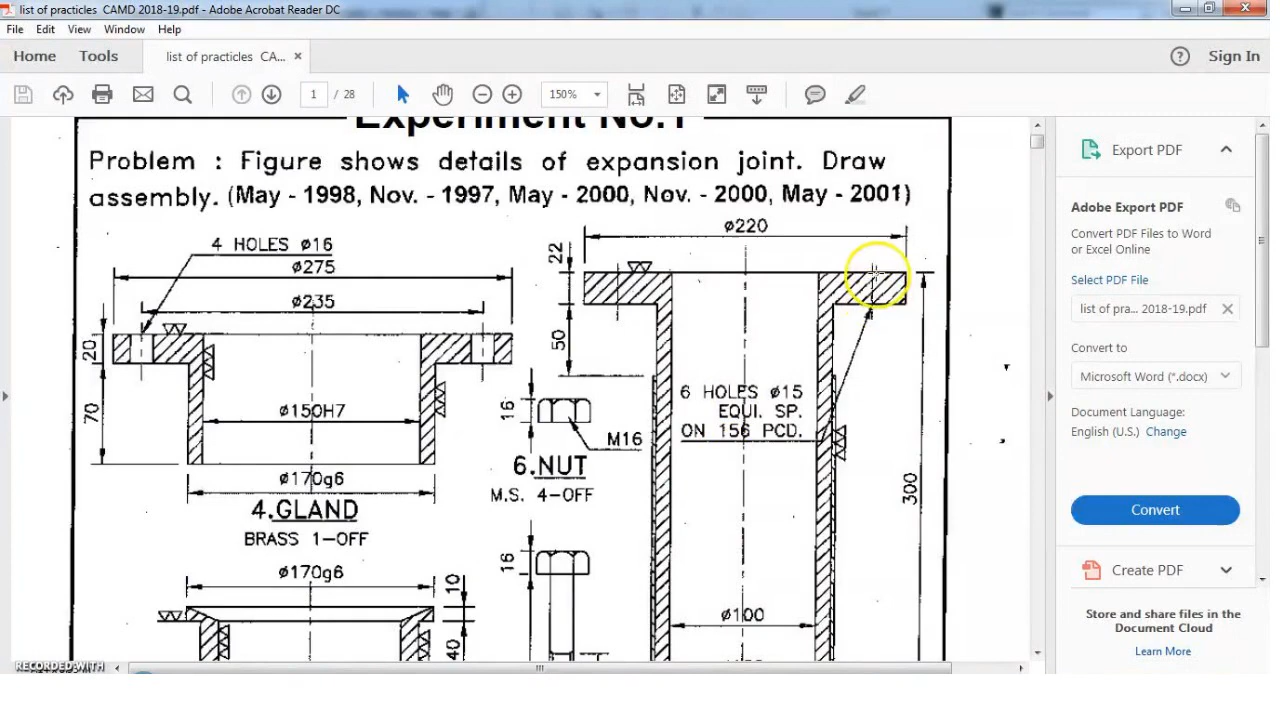 list of practicles CAMD 2018-19.pdf - Adobe Acrobat Reader DC
File Edit View Window Help
Home Tools list of practicles CA... × Sign In
1 / 28 150%
Experiment No.1
Problem : Figure shows details of expansion joint. Draw
assembly. (May - 1998, Nov. - 1997, May - 2000, Nov. - 2000, May - 2001)
4 HOLES ø16
ø275
ø235
20
70
ø150H7
ø170g6
4.GLAND
BRASS 1-OFF
ø170g6
10
40
16
M16
6.NUT
M.S. 4-OFF
16
ø220
22
50
6 HOLES ø15
EQUI. SP.
ON 156 PCD.
300
ø100
Export PDF
Adobe Export PDF
Convert PDF Files to Word
or Excel Online
Select PDF File
list of pra... 2018-19.pdf ×
Convert to
Microsoft Word (*.docx)
Document Language:
English (U.S.) Change
Convert
Create PDF
Store and share files in the
Document Cloud
Learn More
RECORDED WITH